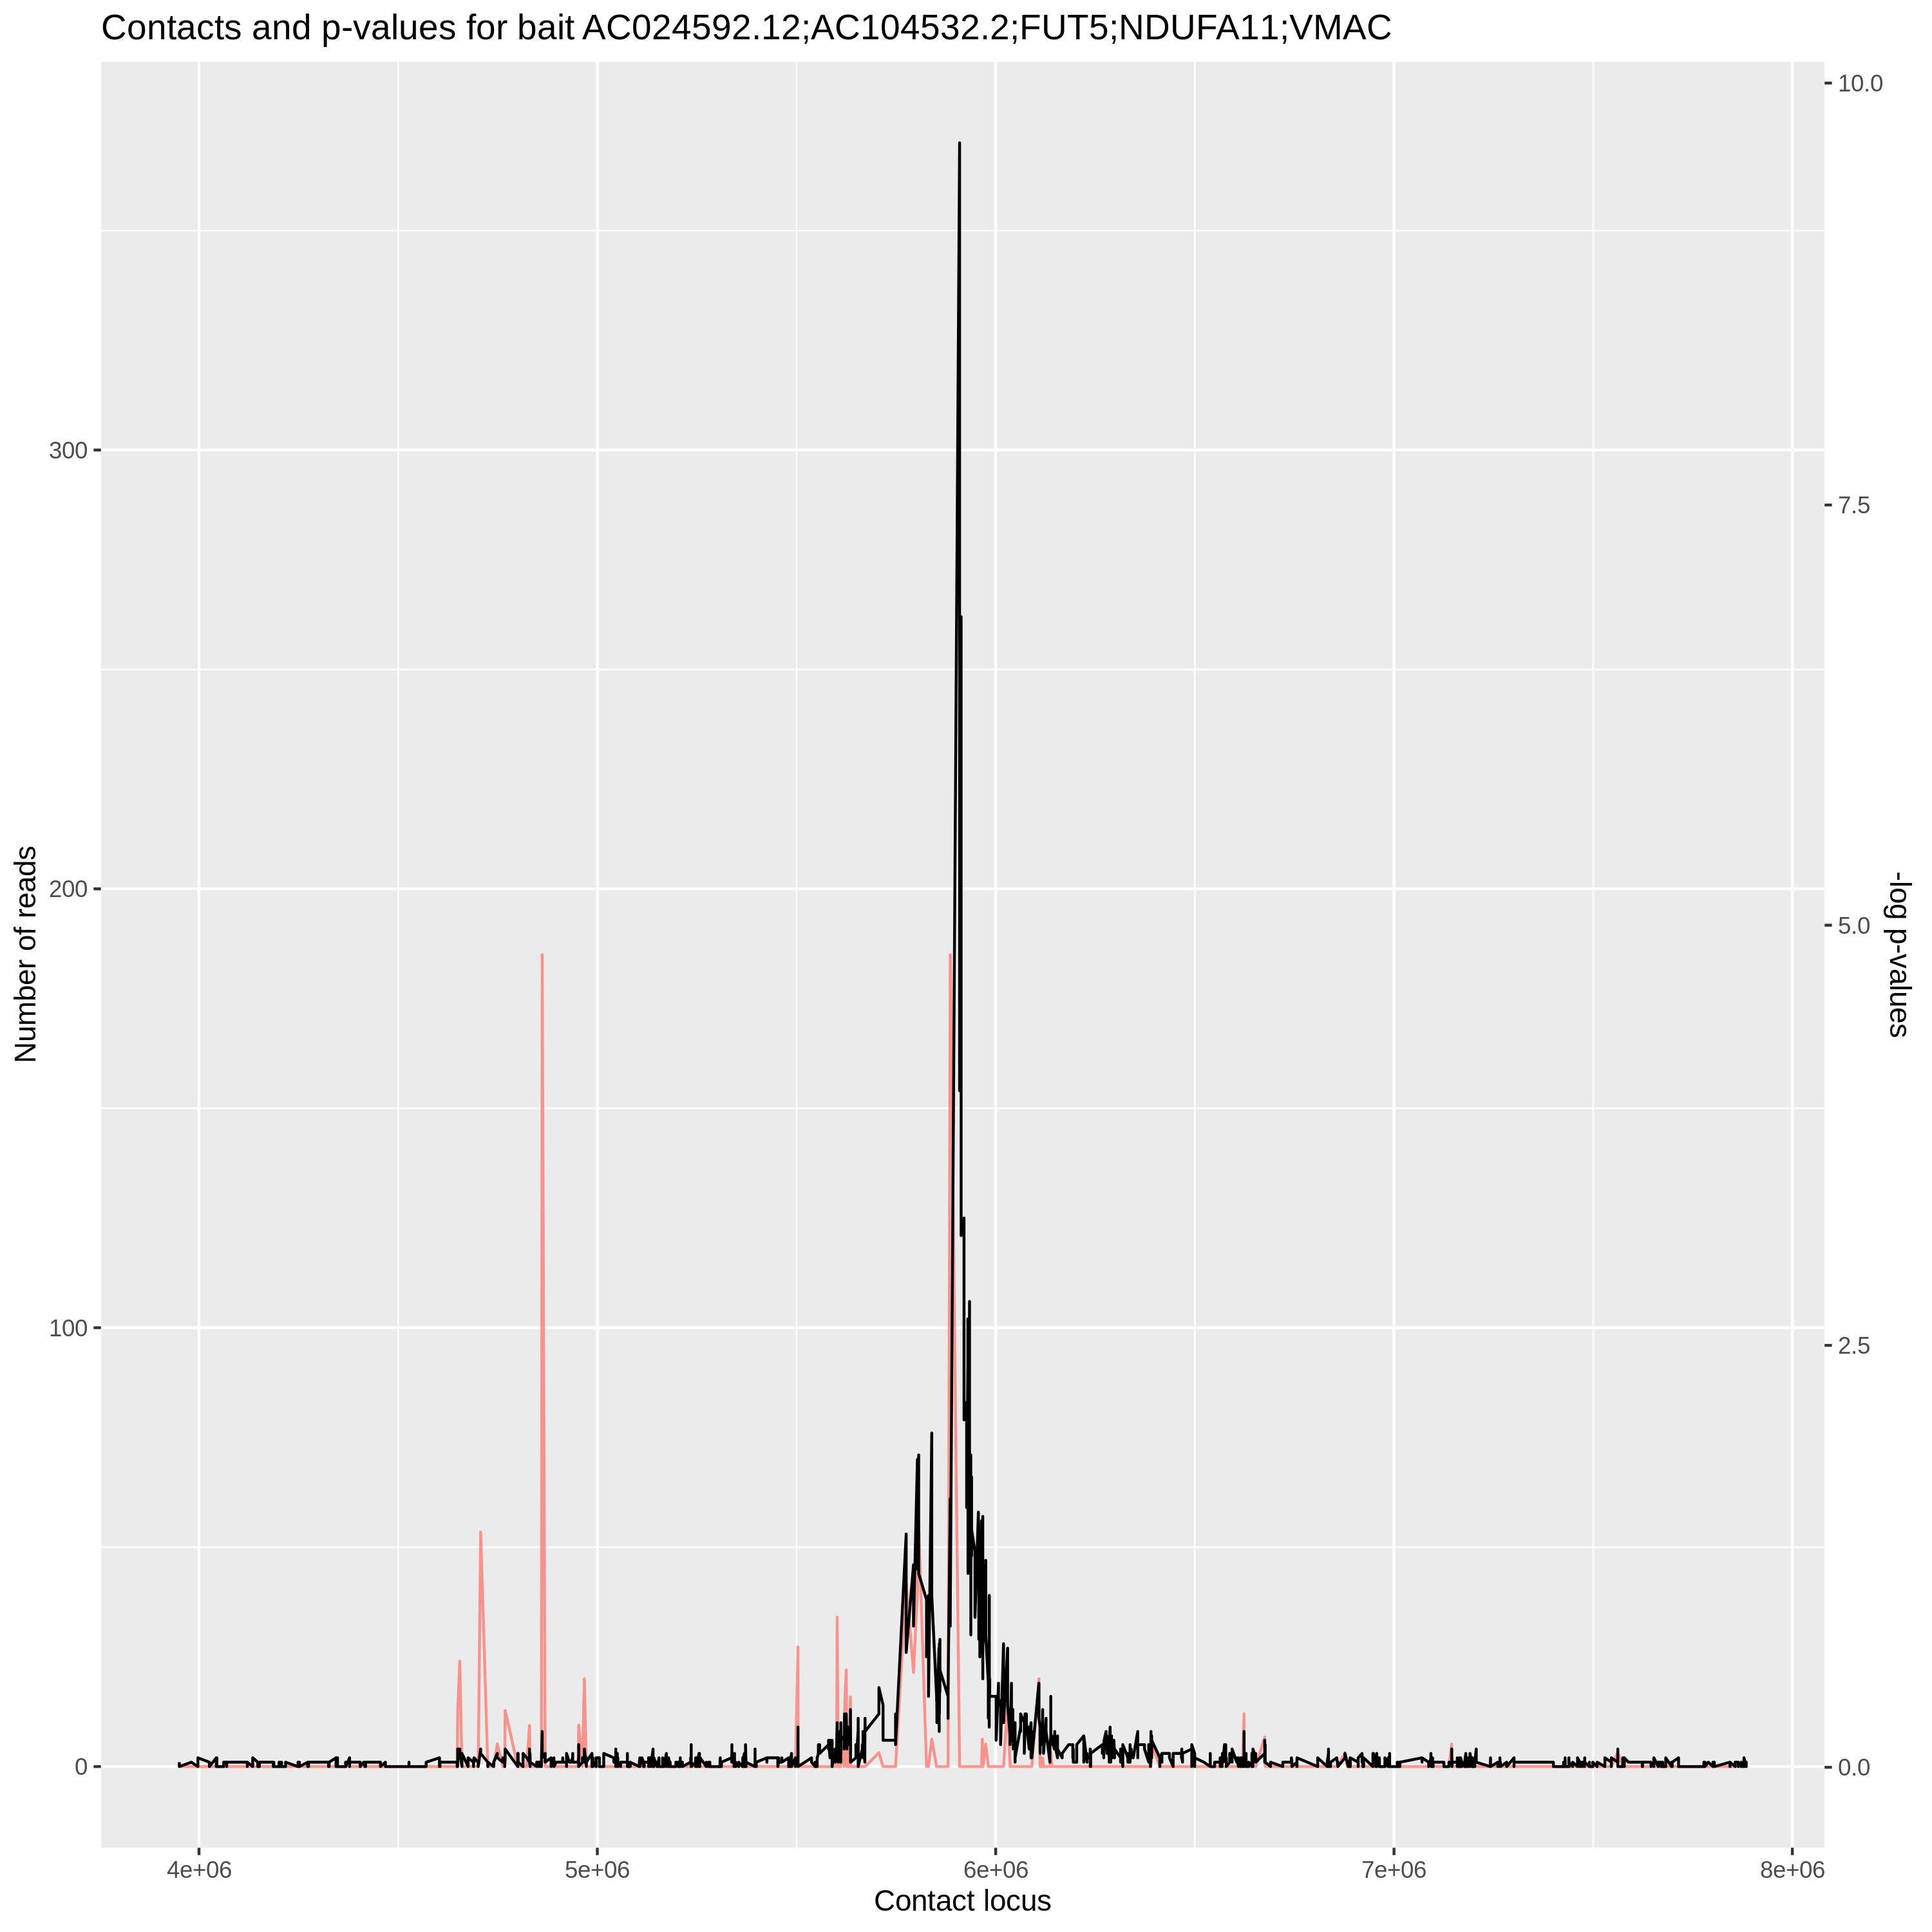 Contacts and p-values for bait AC024592.12;AC104532.2;FUT5;NDUFA11;VMAC
10.0
300
7.5
200
5.0
Number of reads
-log p-values
100
2.5
0
0.0
4e+06
5e+06
6e+06
7e+06
8e+06
Contact locus